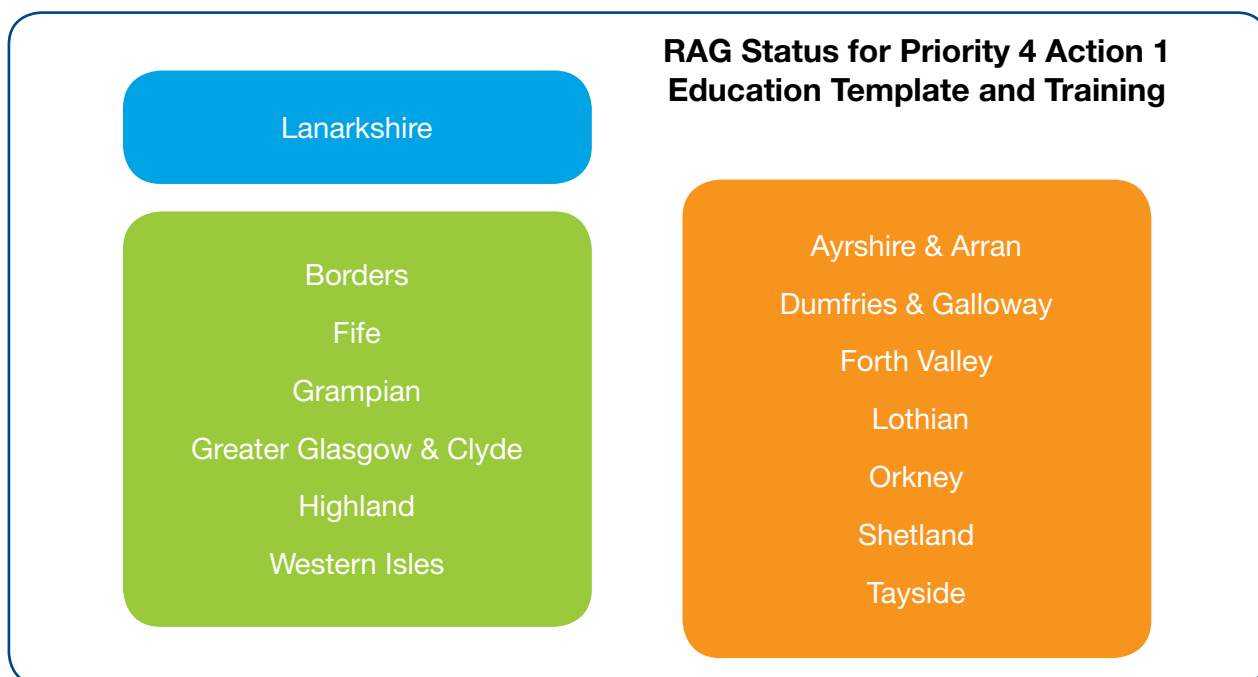 RAG Status for Priority 4 Action 1
Education Template and Training
Lanarkshire
Borders
Fife
Grampian
Greater Glasgow & Clyde
Highland
Western Isles
Ayrshire & Arran
Dumfries & Galloway
Forth Valley
Lothian
Orkney
Shetland
Tayside